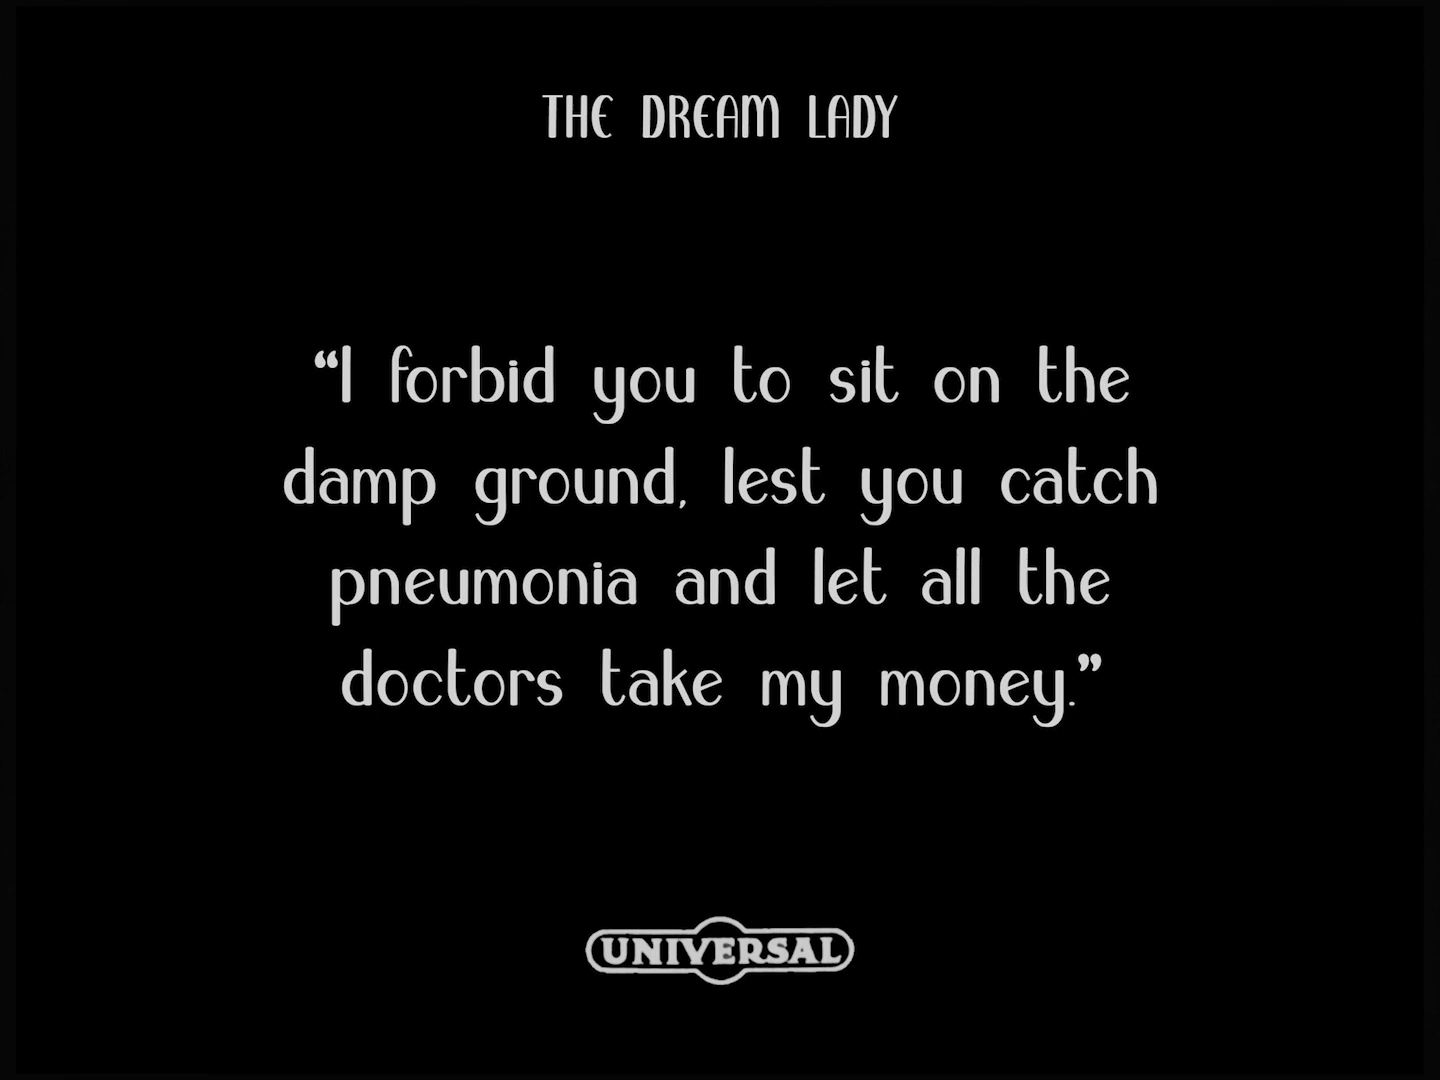 THE DREAM LADY
“I forbid you to sit on the
damp ground, lest you catch
pneumonia and let all the
doctors take my money.”
UNIVERSAL